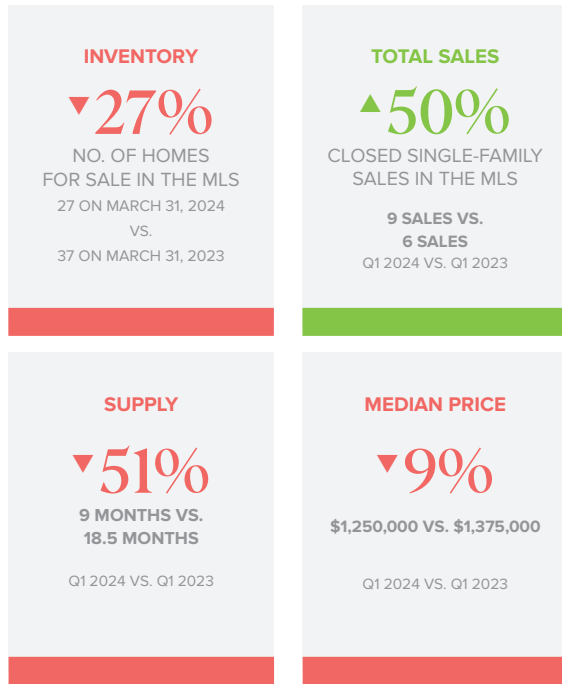 INVENTORY
▼27%
NO. OF HOMES
FOR SALE IN THE MLS
27 ON MARCH 31, 2024
VS.
37 ON MARCH 31, 2023
TOTAL SALES
▲50%
CLOSED SINGLE-FAMILY
SALES IN THE MLS
9 SALES VS.
6 SALES
Q1 2024 VS. Q1 2023
SUPPLY
▼51%
9 MONTHS VS.
18.5 MONTHS
Q1 2024 VS. Q1 2023
MEDIAN PRICE
▼9%
$1,250,000 VS. $1,375,000
Q1 2024 VS. Q1 2023